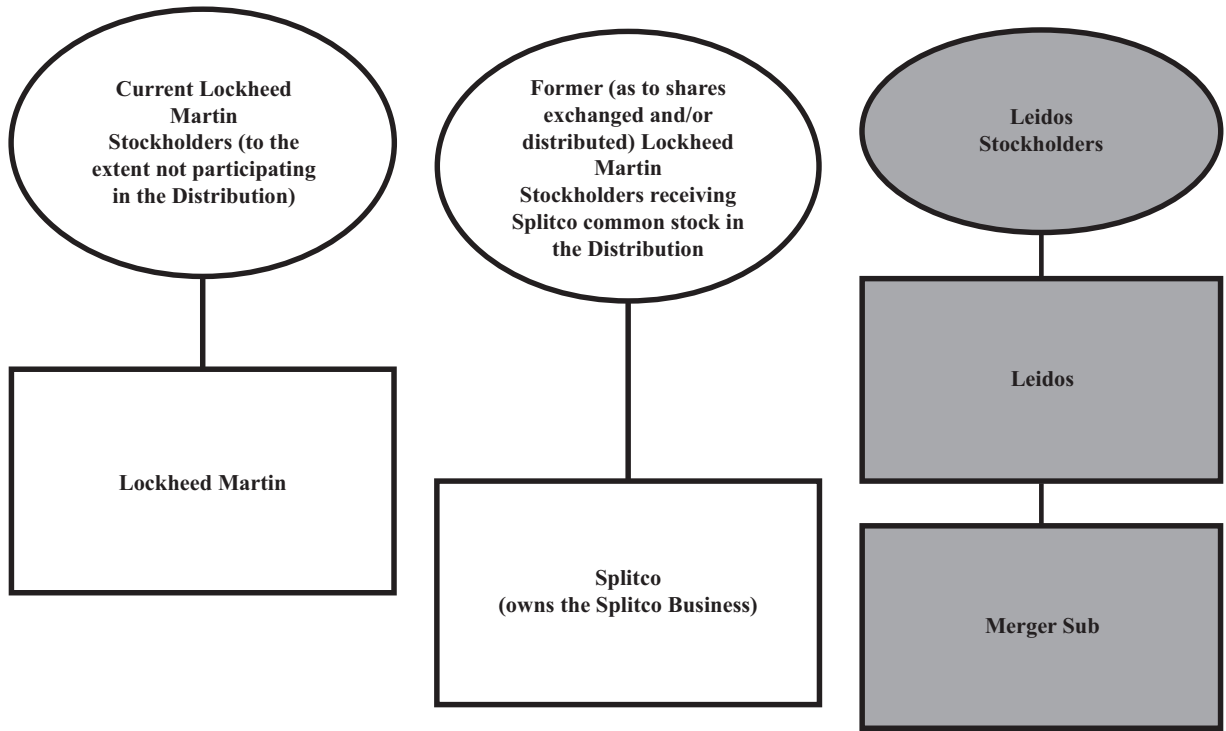 Current Lockheed
Martin
Stockholders (to the
extent not participating
in the Distribution)
Lockheed Martin
Former (as to shares
exchanged and/or
distributed) Lockheed
Martin
Stockholders receiving
Splitco common stock in
the Distribution
Splitco
(owns the Splitco Business)
Leidos
Stockholders
Leidos
Merger Sub